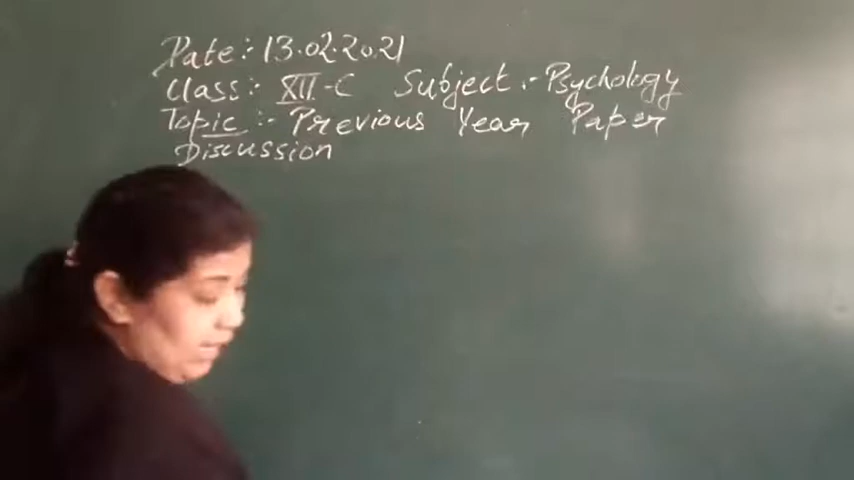 Date:- 13.02.2021
Class:- XII-C Subject:- Psychology
Topic:- Previous Year Paper
Discussion